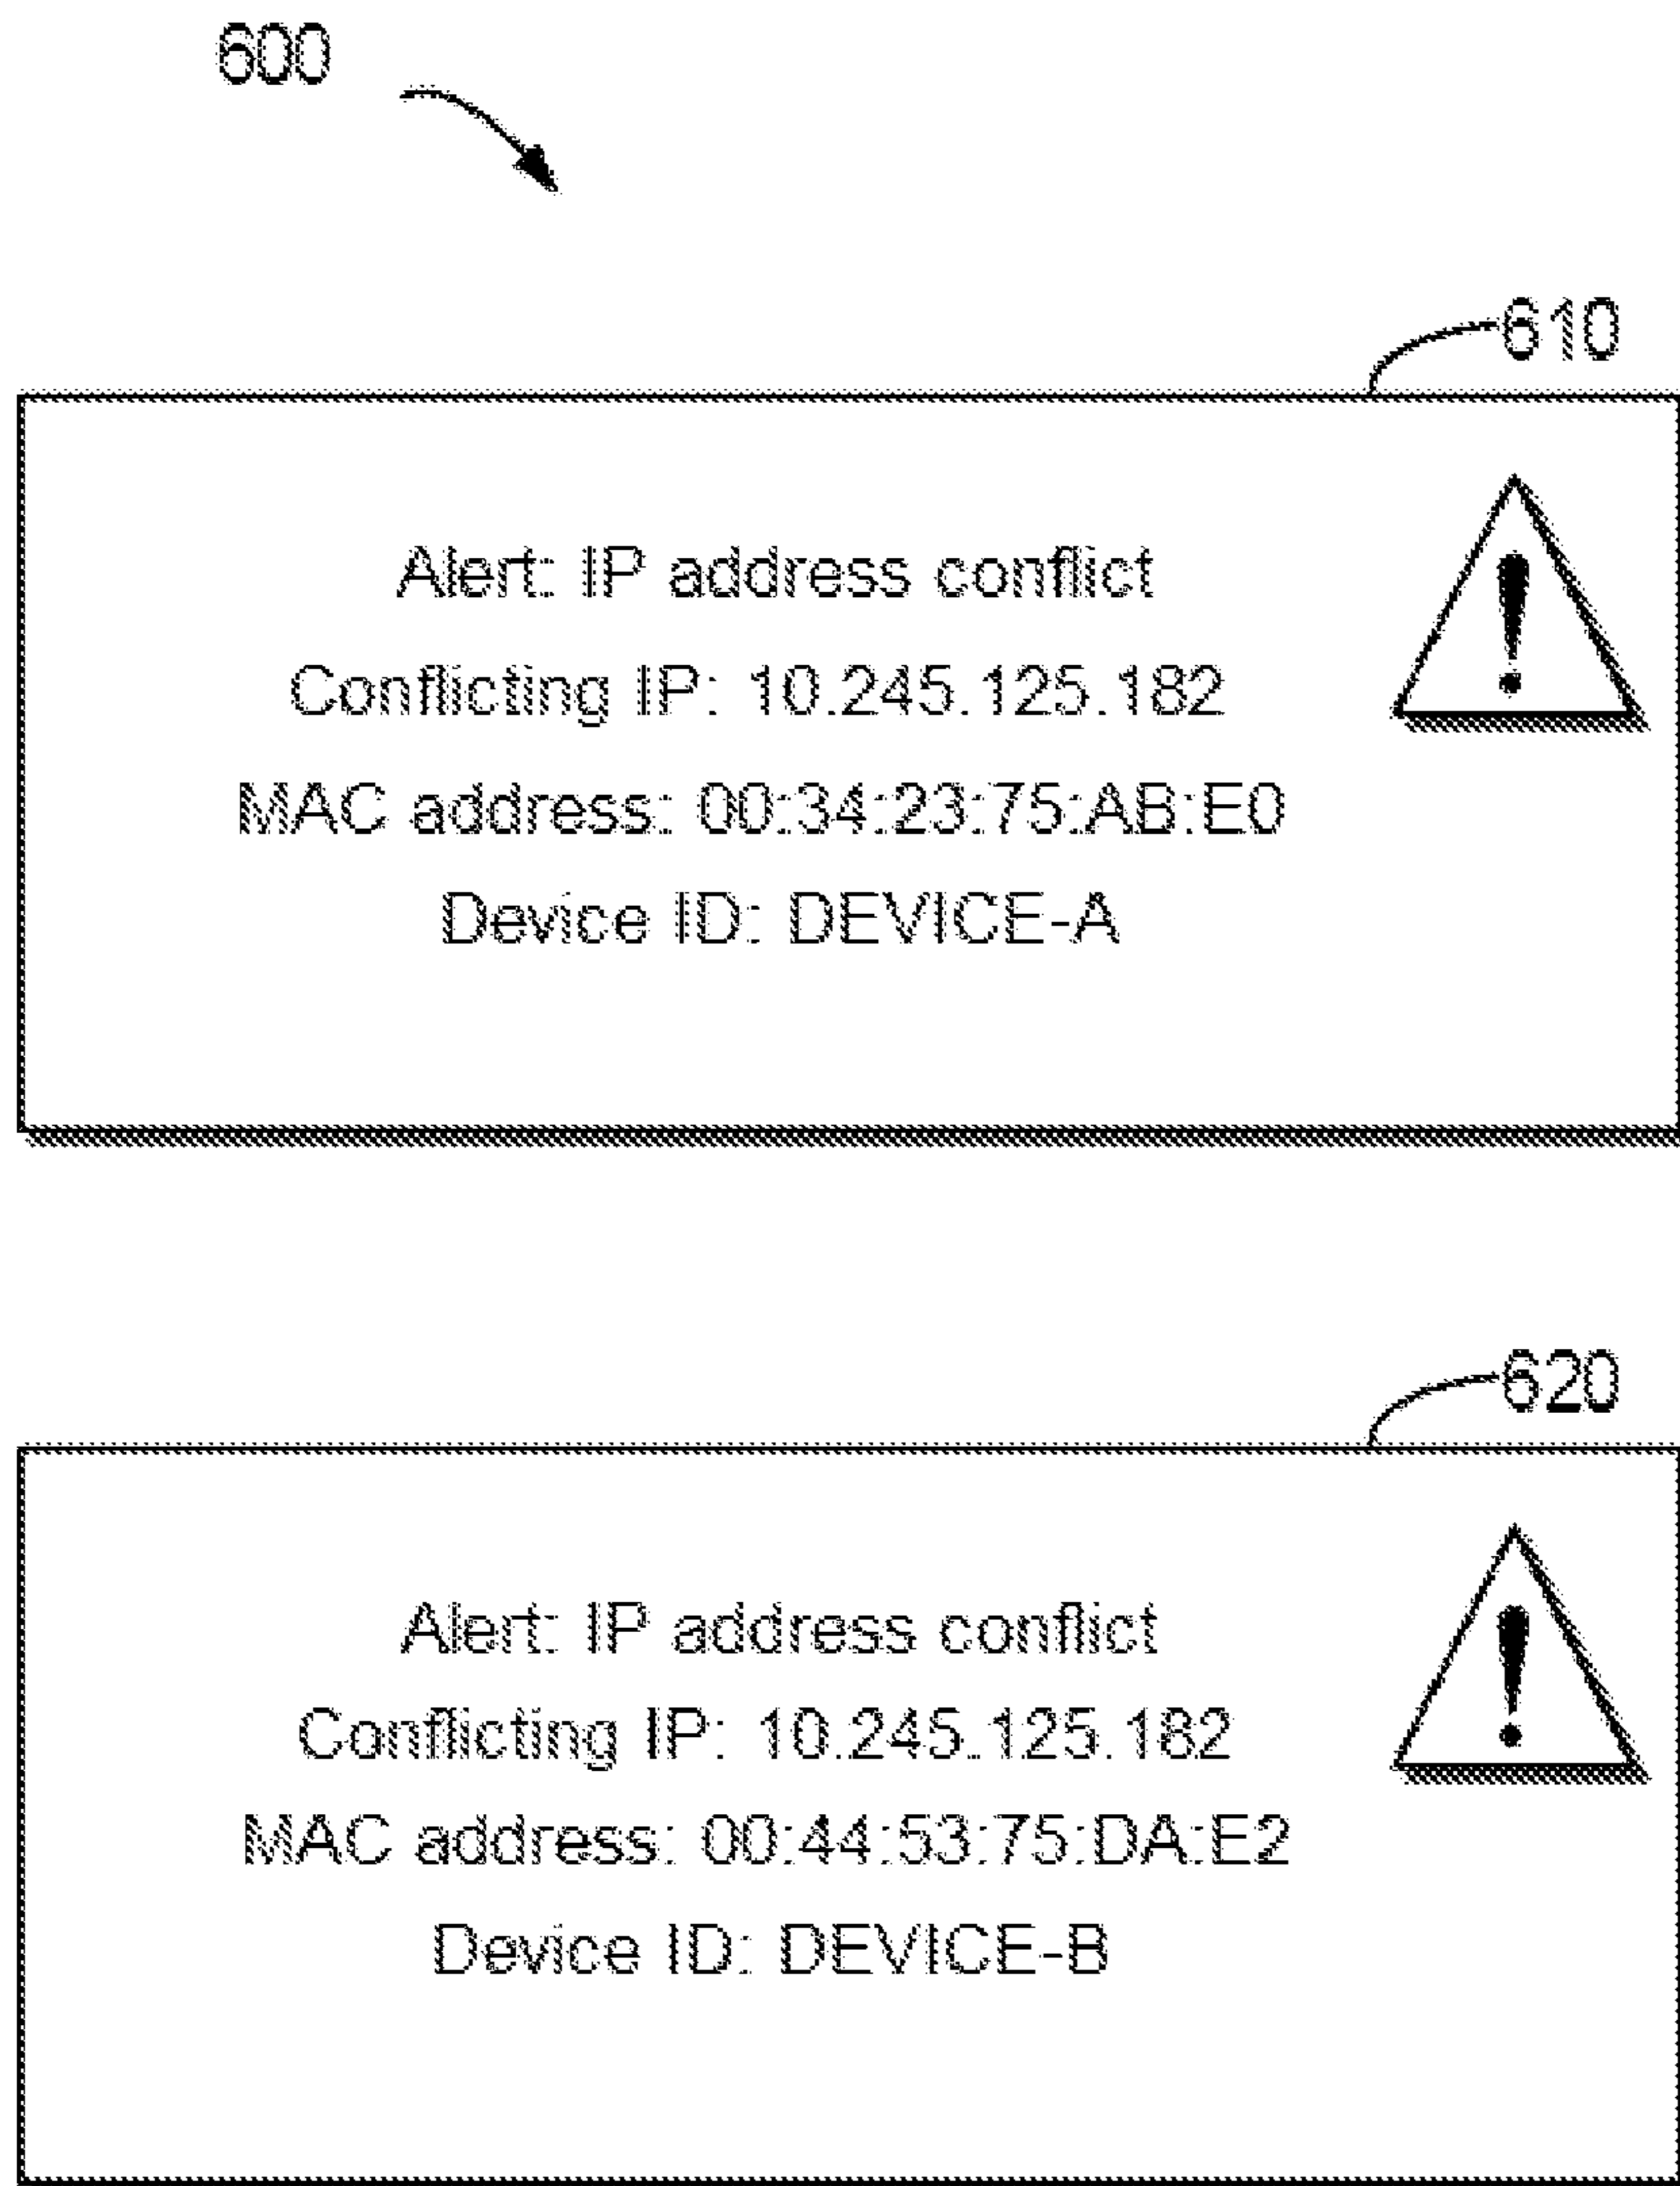 600
610
Alert: IP address conflict
Conflicting IP: 10.245.125.182
MAC address: 00:34:23:75:AB:E0
Device ID: DEVICE-A
620
Alert: IP address conflict
Conflicting IP: 10.245.125.182
MAC address: 00:44:53:75:DA:E2
Device ID: DEVICE-B